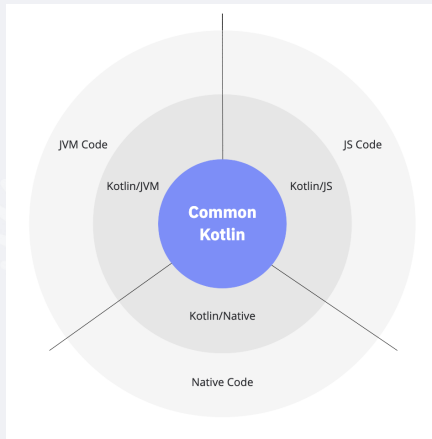 JVM Code
JS Code
Kotlin/JVM
Kotlin/JS
Common
Kotlin
Kotlin/Native
Native Code